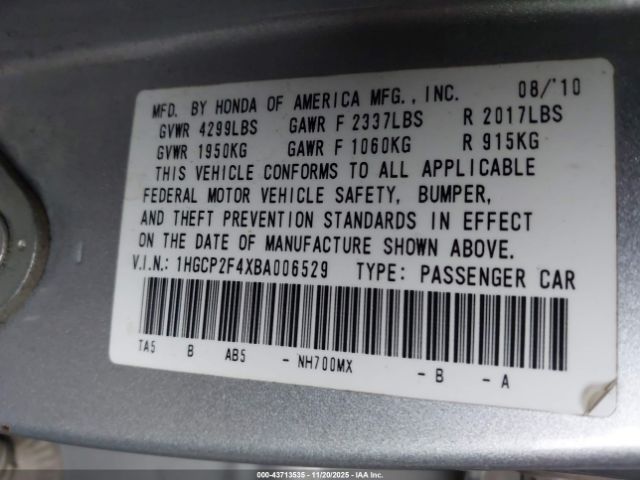 MFD. BY HONDA OF AMERICA MFG., INC. 08/'10
GVWR 4299LBS GAWR F 2337LBS R 2017LBS
GVWR 1950KG GAWR F 1060KG R 915KG
THIS VEHICLE CONFORMS TO ALL APPLICABLE
FEDERAL MOTOR VEHICLE SAFETY, BUMPER,
AND THEFT PREVENTION STANDARDS IN EFFECT
ON THE DATE OF MANUFACTURE SHOWN ABOVE.
V.I.N.: 1HGCP2F4XBA006529 TYPE: PASSENGER CAR
TA5 B AB5 - NH700MX - B - A
000-43713535 - 11/20/2025 - IAAI.com